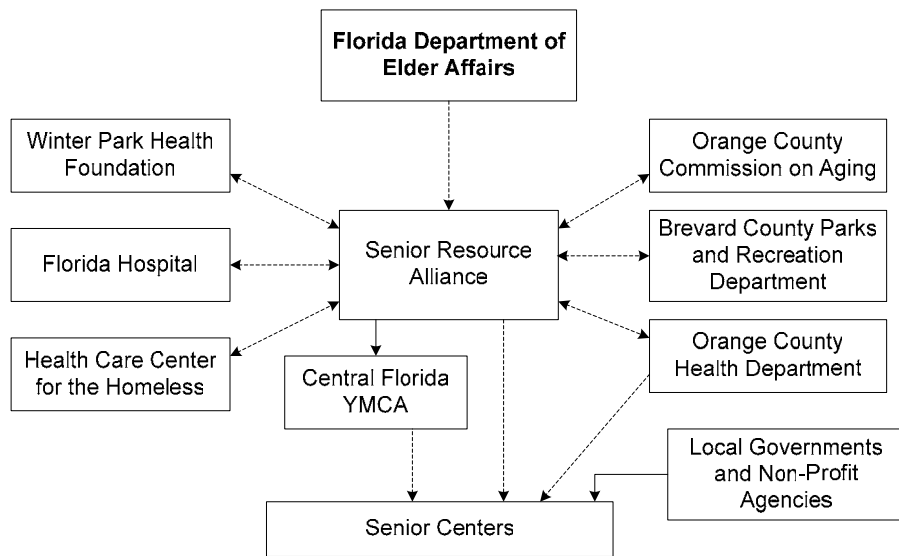 Florida Department of
Elder Affairs
Winter Park Health
Foundation
Orange County
Commission on Aging
Florida Hospital
Senior Resource
Alliance
Brevard County Parks
and Recreation
Department
Health Care Center
for the Homeless
Central Florida
YMCA
Orange County
Health Department
Local Governments
and Non-Profit
Agencies
Senior Centers